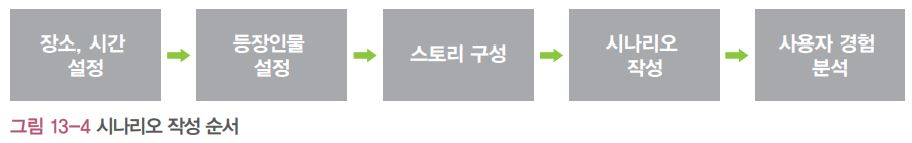 장소, 시간
설정
등장인물
설정
스토리 구성
시나리오
작성
사용자 경험
분석
그림 13-4 시나리오 작성 순서